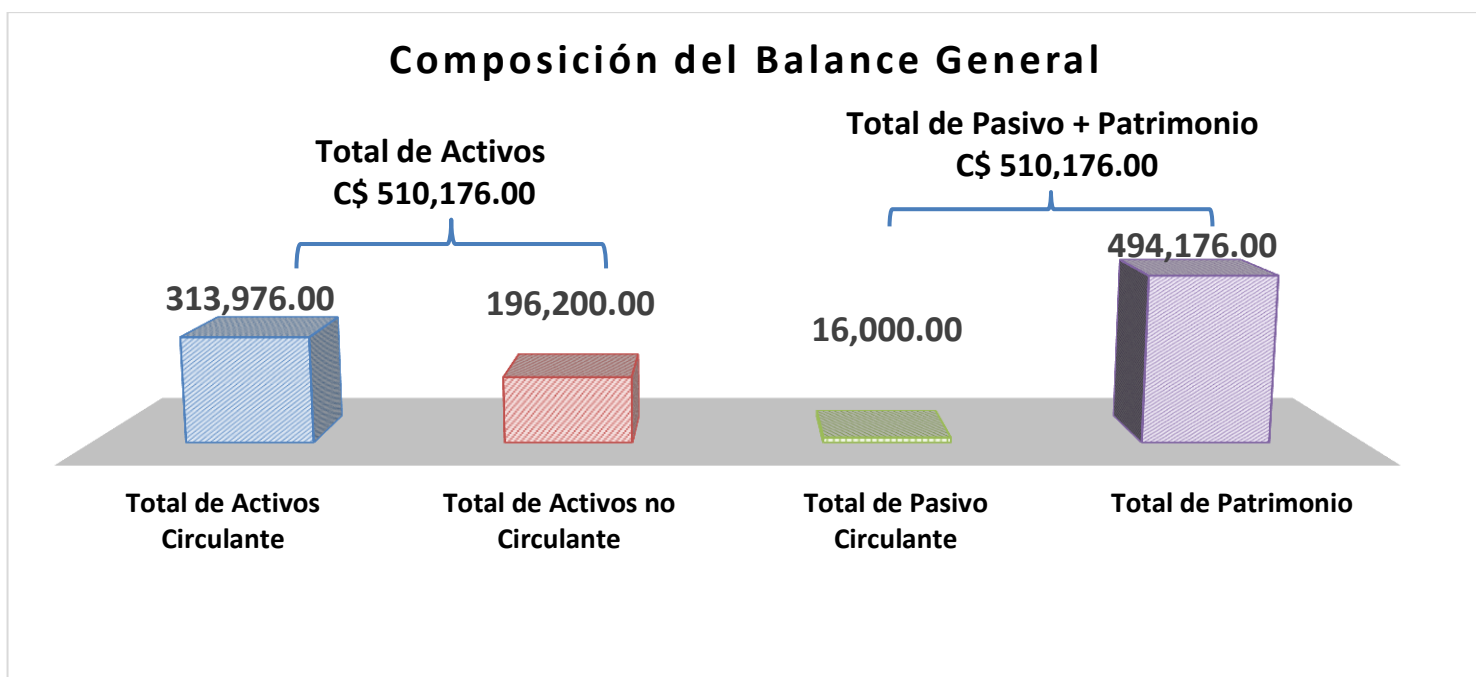 Composición del Balance General
Total de Activos
C$ 510,176.00
Total de Pasivo + Patrimonio
C$ 510,176.00
313,976.00
196,200.00
16,000.00
494,176.00
Total de Activos
Circulante
Total de Activos no
Circulante
Total de Pasivo
Circulante
Total de Patrimonio